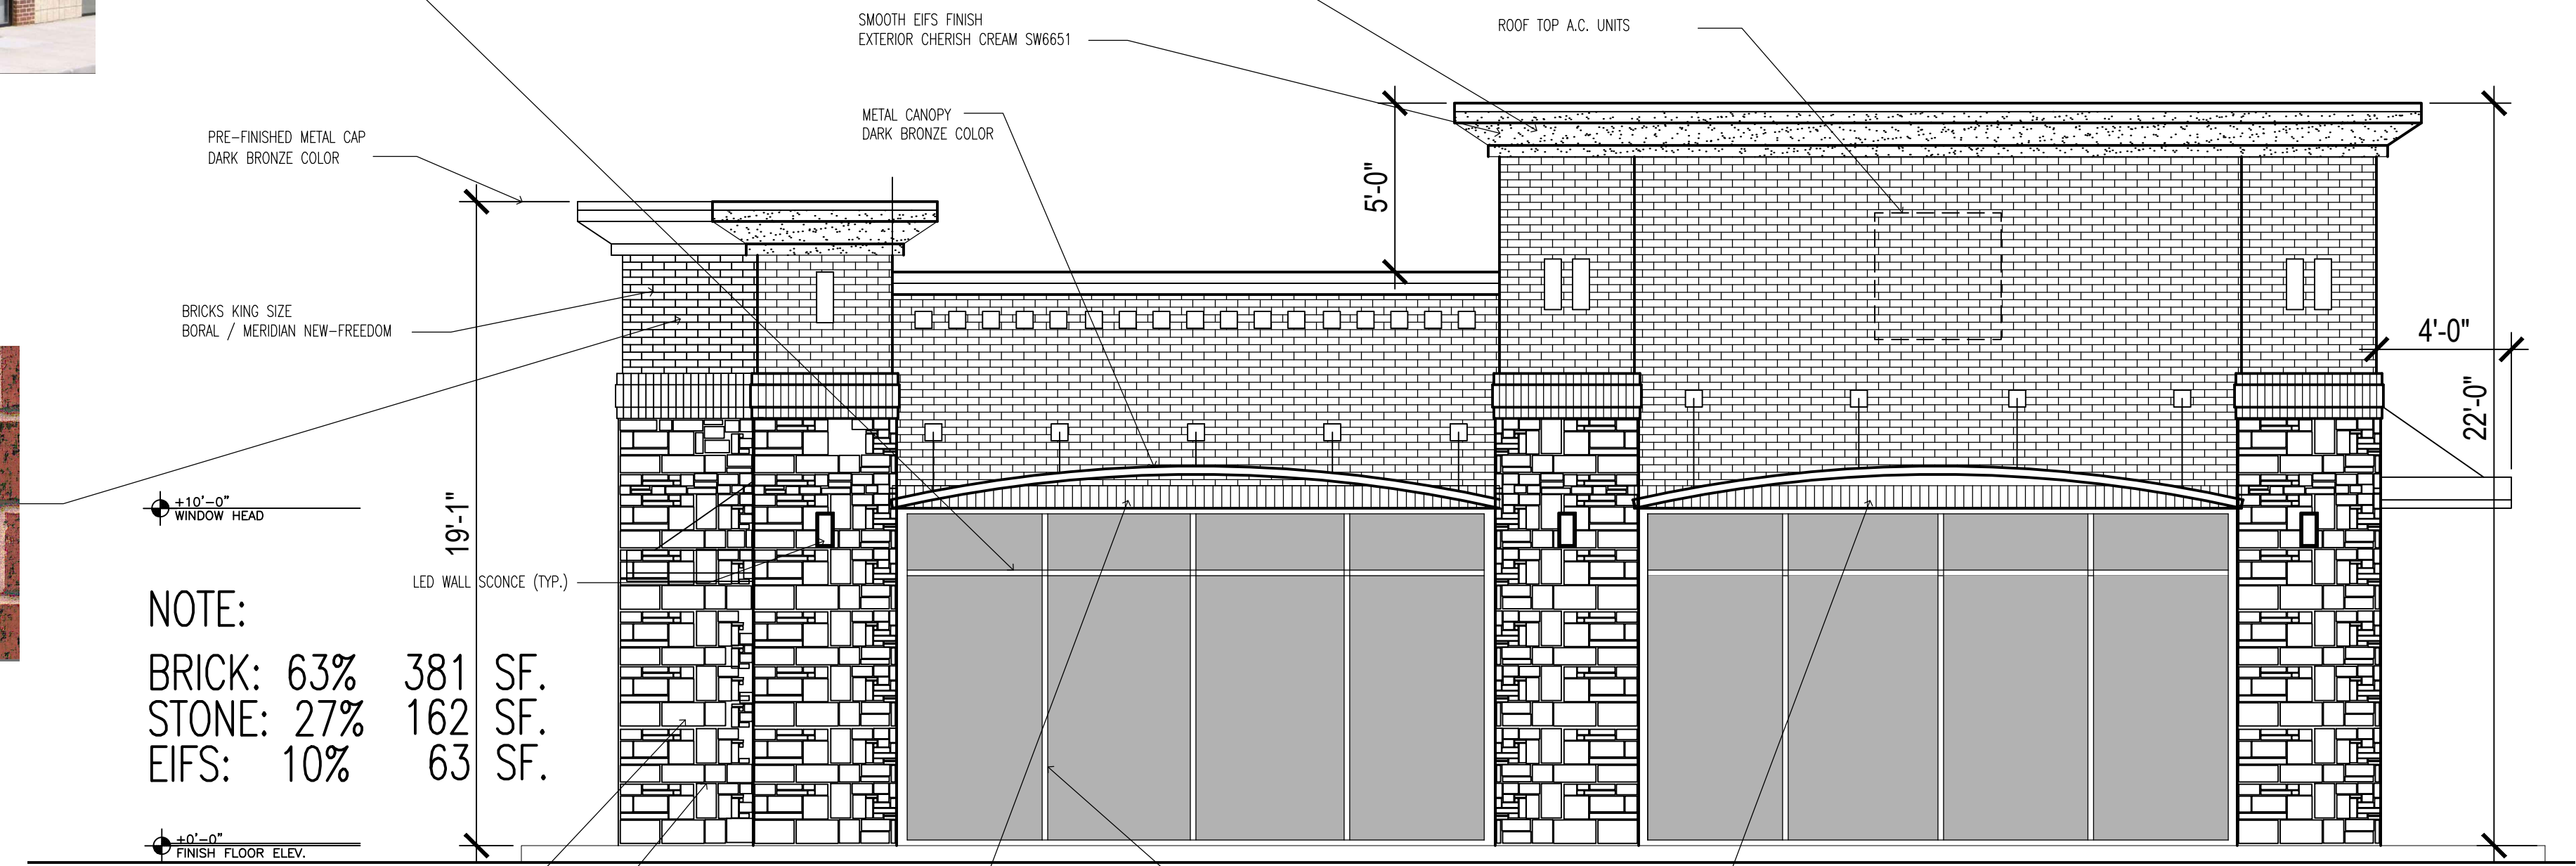 SMOOTH EIFS FINISH
EXTERIOR CHERISH CREAM SW6651
ROOF TOP A.C. UNITS
METAL CANOPY
DARK BRONZE COLOR
PRE-FINISHED METAL CAP
DARK BRONZE COLOR
5'-0"
BRICKS KING SIZE
BORAL / MERIDIAN NEW-FREEDOM
4'-0"
22'-0"
19'-1"
+10'-0"
WINDOW HEAD
LED WALL SCONCE (TYP.)
NOTE:
BRICK: 63% 381 SF.
STONE: 27% 162 SF.
EIFS: 10% 63 SF.
+0'-0"
FINISH FLOOR ELEV.